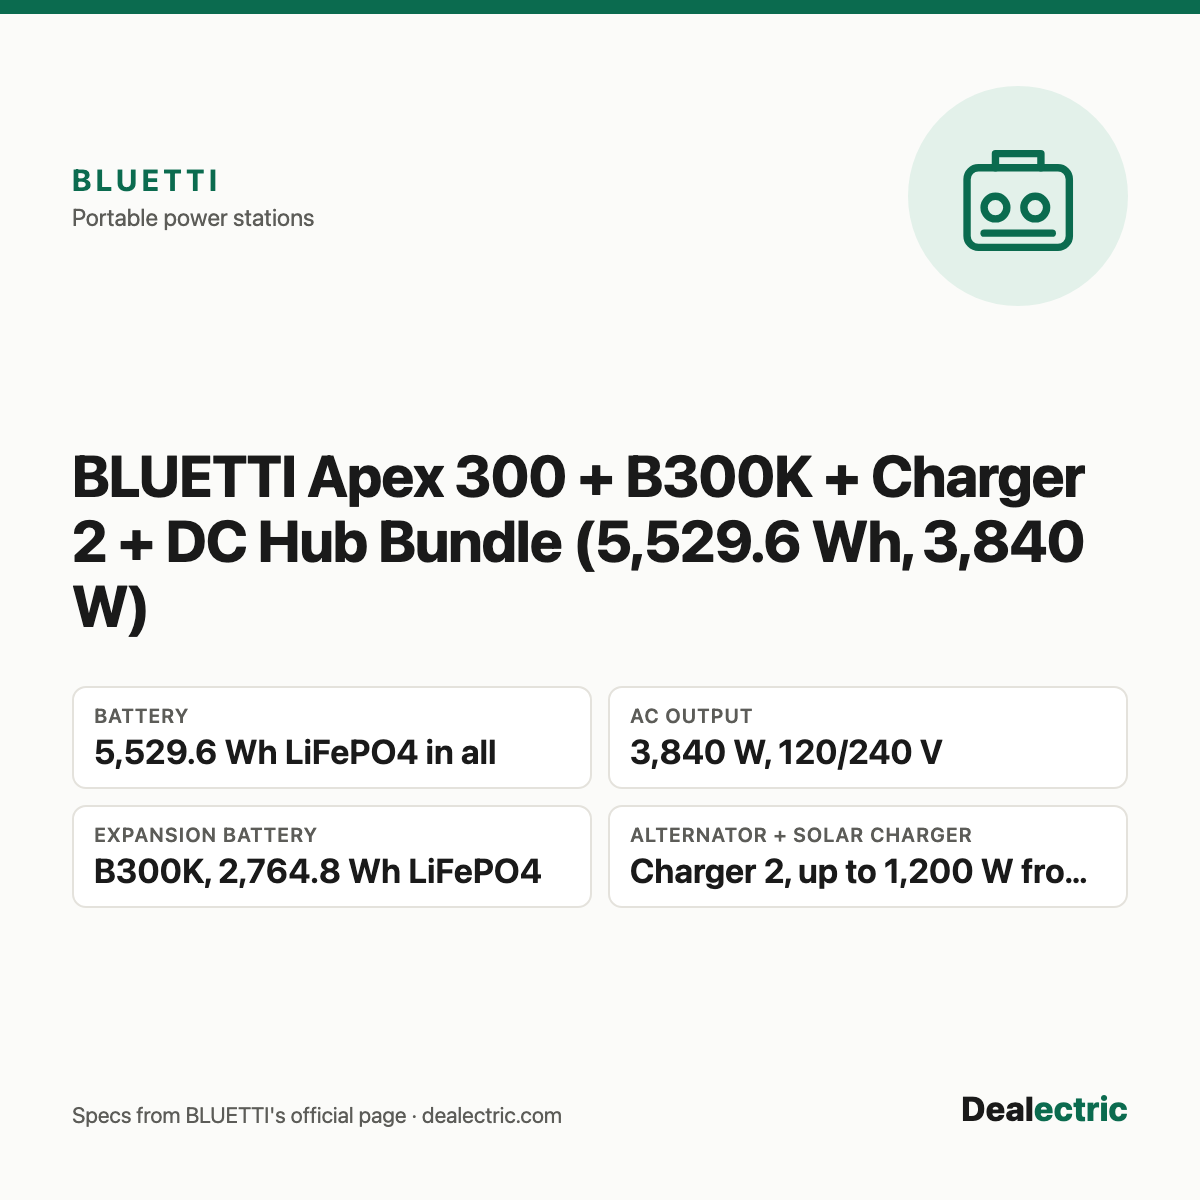 BLUETTI
Portable power stations
BLUETTI Apex 300 + B300K + Charger
2 + DC Hub Bundle (5,529.6 Wh, 3,840
W)
BATTERY
5,529.6 Wh LiFePO4 in all
AC OUTPUT
3,840 W, 120/240 V
EXPANSION BATTERY
B300K, 2,764.8 Wh LiFePO4
ALTERNATOR + SOLAR CHARGER
Charger 2, up to 1,200 W fro...
Specs from BLUETTI's official page · dealectric.com
Dealectric